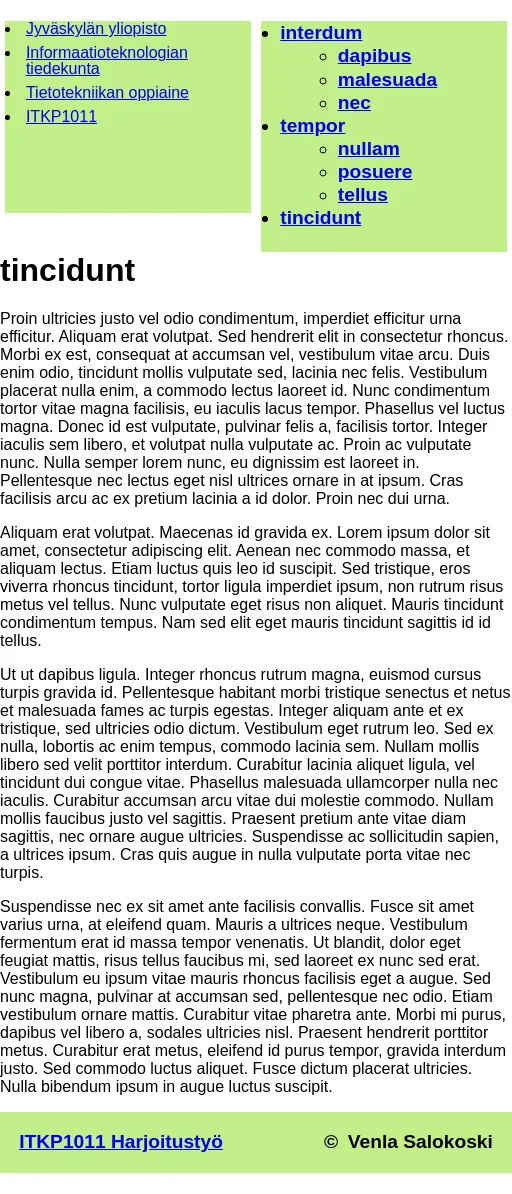 Jyväskylän yliopisto
Informaatioteknologian
tiedekunta
Tietotekniikan oppiaine
ITKP1011
interdum
dapibus
malesuada
nec
tempor
nullam
posuere
tellus
tincidunt
tincidunt
Proin ultricies justo vel odio condimentum, imperdiet efficitur urna
efficitur. Aliquam erat volutpat. Sed hendrerit elit in consectetur rhoncus.
Morbi ex est, consequat at accumsan vel, vestibulum vitae arcu. Duis
enim odio, tincidunt mollis vulputate sed, lacinia nec felis. Vestibulum
placerat nulla enim, a commodo lectus laoreet id. Nunc condimentum
tortor vitae magna facilisis, eu iaculis lacus tempor. Phasellus vel luctus
magna. Donec id est vulputate, pulvinar felis a, facilisis tortor. Integer
iaculis sem libero, et volutpat nulla vulputate ac. Proin ac vulputate
nunc. Nulla semper lorem nunc, eu dignissim est laoreet in.
Pellentesque nec lectus eget nisl ultrices ornare in at ipsum. Cras
facilisis arcu ac ex pretium lacinia a id dolor. Proin nec dui urna.
Aliquam erat volutpat. Maecenas id gravida ex. Lorem ipsum dolor sit
amet, consectetur adipiscing elit. Aenean nec commodo massa, et
aliquam lectus. Etiam luctus quis leo id suscipit. Sed tristique, eros
viverra rhoncus tincidunt, tortor ligula imperdiet ipsum, non rutrum risus
metus vel tellus. Nunc vulputate eget risus non aliquet. Mauris tincidunt
condimentum tempus. Nam sed elit eget mauris tincidunt sagittis id id
tellus.
Ut ut dapibus ligula. Integer rhoncus rutrum magna, euismod cursus
turpis gravida id. Pellentesque habitant morbi tristique senectus et netus
et malesuada fames ac turpis egestas. Integer aliquam ante et ex
tristique, sed ultricies odio dictum. Vestibulum eget rutrum leo. Sed ex
nulla, lobortis ac enim tempus, commodo lacinia sem. Nullam mollis
libero sed velit porttitor interdum. Curabitur lacinia aliquet ligula, vel
tincidunt dui congue vitae. Phasellus malesuada ullamcorper nulla nec
iaculis. Curabitur accumsan arcu vitae dui molestie commodo. Nullam
mollis faucibus justo vel sagittis. Praesent pretium ante vitae diam
sagittis, nec ornare augue ultricies. Suspendisse ac sollicitudin sapien,
a ultrices ipsum. Cras quis augue in nulla vulputate porta vitae nec
turpis.
Suspendisse nec ex sit amet ante facilisis convallis. Fusce sit amet
varius urna, at eleifend quam. Mauris a ultrices neque. Vestibulum
fermentum erat id massa tempor venenatis. Ut blandit, dolor eget
feugiat mattis, risus tellus faucibus mi, sed laoreet ex nunc sed erat.
Vestibulum eu ipsum vitae mauris rhoncus facilisis eget a augue. Sed
nunc magna, pulvinar at accumsan sed, pellentesque nec odio. Etiam
vestibulum ornare mattis. Curabitur vitae pharetra ante. Morbi mi purus,
dapibus vel libero a, sodales ultricies nisl. Praesent hendrerit porttitor
metus. Curabitur erat metus, eleifend id purus tempor, gravida interdum
justo. Sed commodo luctus aliquet. Fusce dictum placerat ultricies.
Nulla bibendum ipsum in augue luctus suscipit.
ITKP1011 Harjoitustyö
© Venla Salokoski